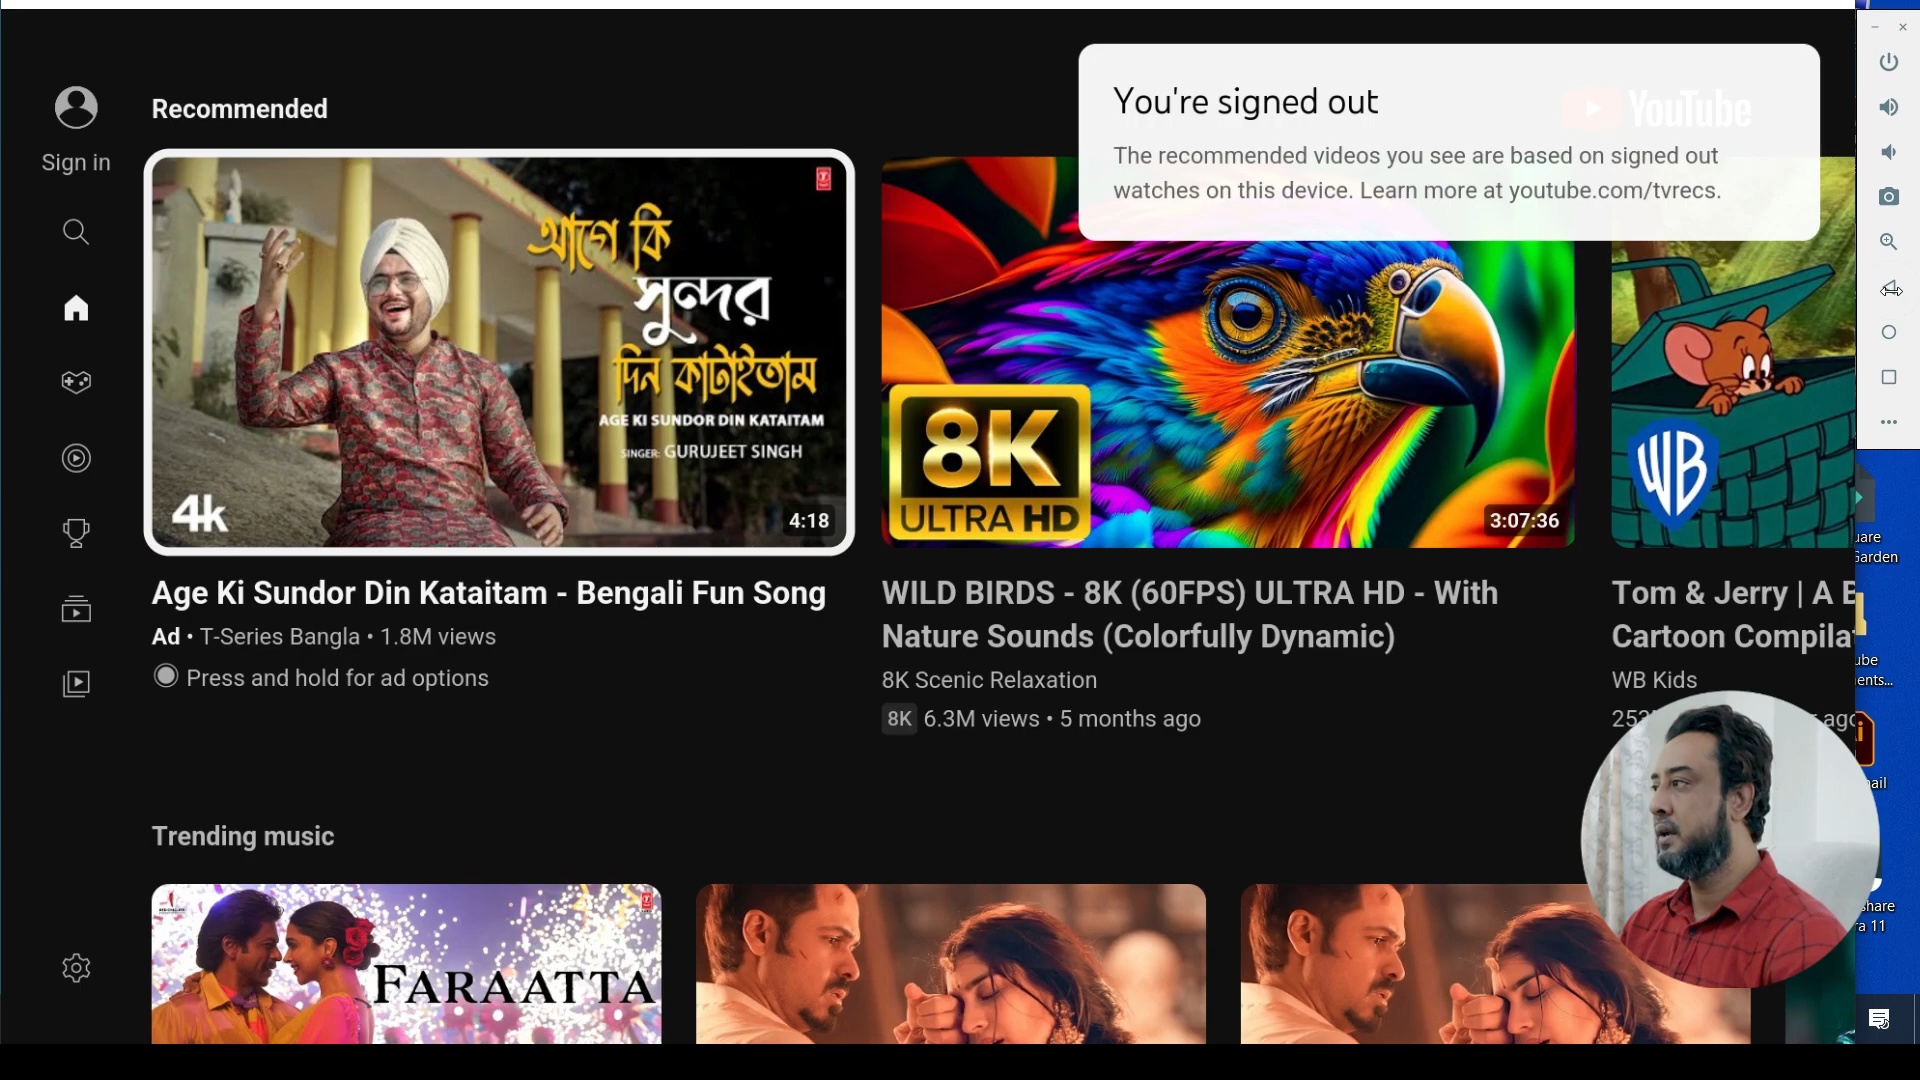 You're signed out
YouTube
The recommended videos you see are based on signed out
watches on this device. Learn more at youtube.com/tvrecs.
Sign in
Recommended
আগে কি
সুন্দর
দিন কাটাইতাম
AGE KI SUNDOR DIN KATAITAM
SINGER: GURUJEET SINGH
4k
4:18
8K
ULTRA HD
3:07:36
WB
Age Ki Sundor Din Kataitam - Bengali Fun Song
Ad • T-Series Bangla • 1.8M views
Press and hold for ad options
WILD BIRDS - 8K (60FPS) ULTRA HD - With
Nature Sounds (Colorfully Dynamic)
8K Scenic Relaxation
8K 6.3M views • 5 months ago
Tom & Jerry | A
Cartoon
WB Kids
Trending music
FARAATTA
Garden
11